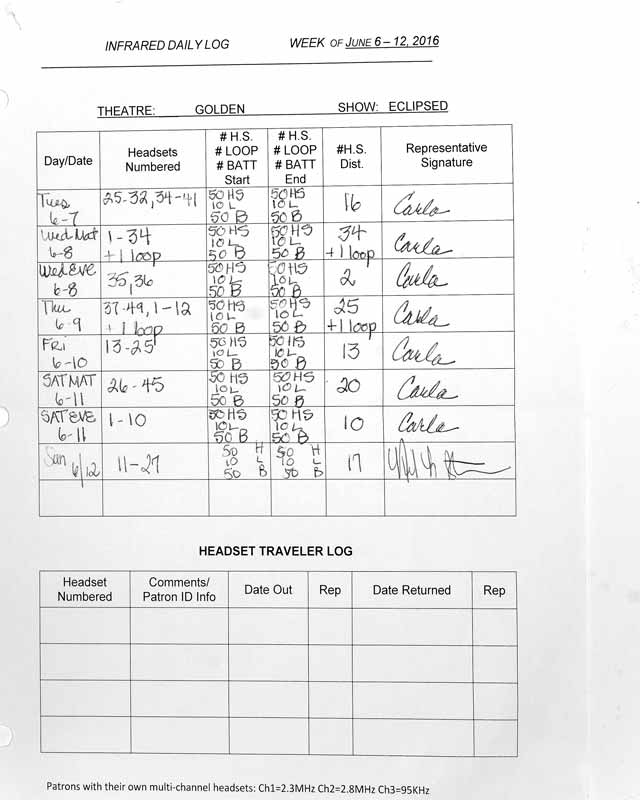 INFRARED DAILY LOG WEEK OF JUNE 6 – 12, 2016
THEATRE: GOLDEN SHOW: ECLIPSED
Day/Date Headsets Numbered # H.S. # LOOP # BATT Start # H.S. # LOOP # BATT End #H.S. Dist. Representative Signature
Tues 6-7 25-32, 34-41 50 HS 10 L 50 B 50 HS 10 L 50 B 16 Carla
Wed Mat 6-8 1-34 +1 loop 50 HS 10 L 50 B 50 HS 10 L 50 B 34 +1 loop Carla
Wed EVE 6-8 35, 36 50 HS 10 L 50 B 50 HS 10 L 50 B 2 Carla
Thu 6-9 37-49, 1-12 +1 loop 50 HS 10 L 50 B 50 HS 10 L 50 B 25 +1 loop Carla
FRI 6-10 13-25 50 HS 10 L 50 B 50 HS 10 L 50 B 13 Carla
SAT MAT 6-11 26-45 50 HS 10 L 50 B 50 HS 10 L 50 B 20 Carla
SAT EVE 6-11 1-10 50 HS 10 L 50 B 50 HS 10 L 50 B 10 Carla
Sun 6/12 11-27 50 H 10 L 50 B 50 H 10 L 50 B 17
HEADSET TRAVELER LOG
Headset Numbered Comments/ Patron ID Info Date Out Rep Date Returned Rep
Patrons with their own multi-channel headsets: Ch1=2.3MHz Ch2=2.8MHz Ch3=95KHz